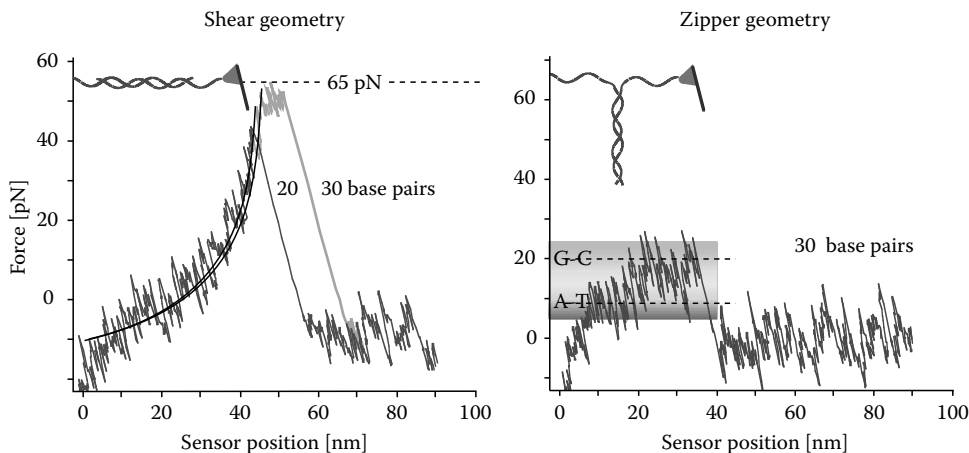 Shear geometry
60
65 pN
40
20
30 base pairs
20
0
Force [pN]
0
20
40
60
80
100
Sensor position [nm]
Zipper geometry
60
40
30 base pairs
20
G–C
A–T
0
0
20
40
60
80
100
Sensor position [nm]